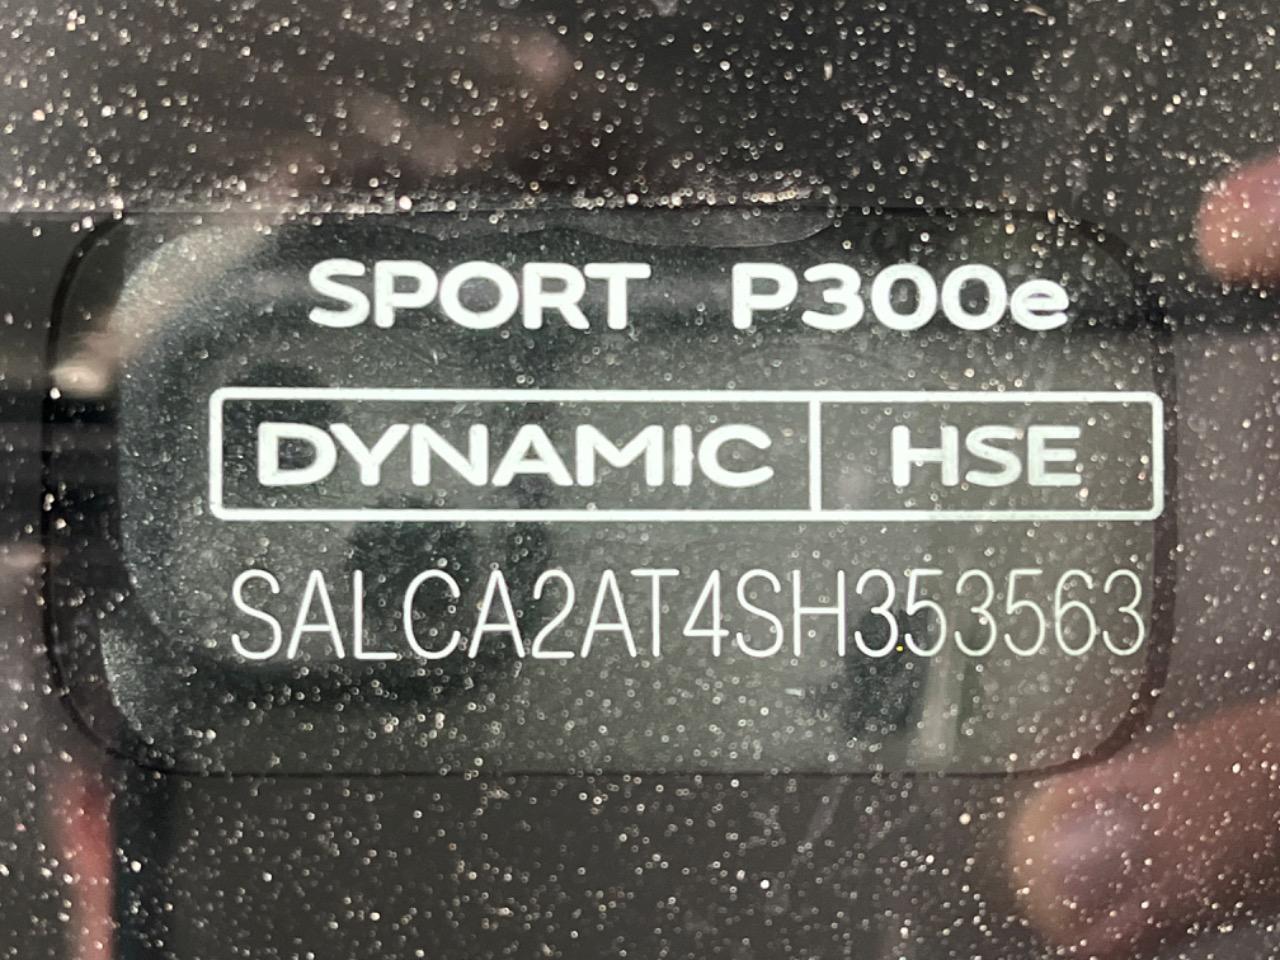 SPORT P300e
DYNAMIC HSE
SALCA2AT4SH353563